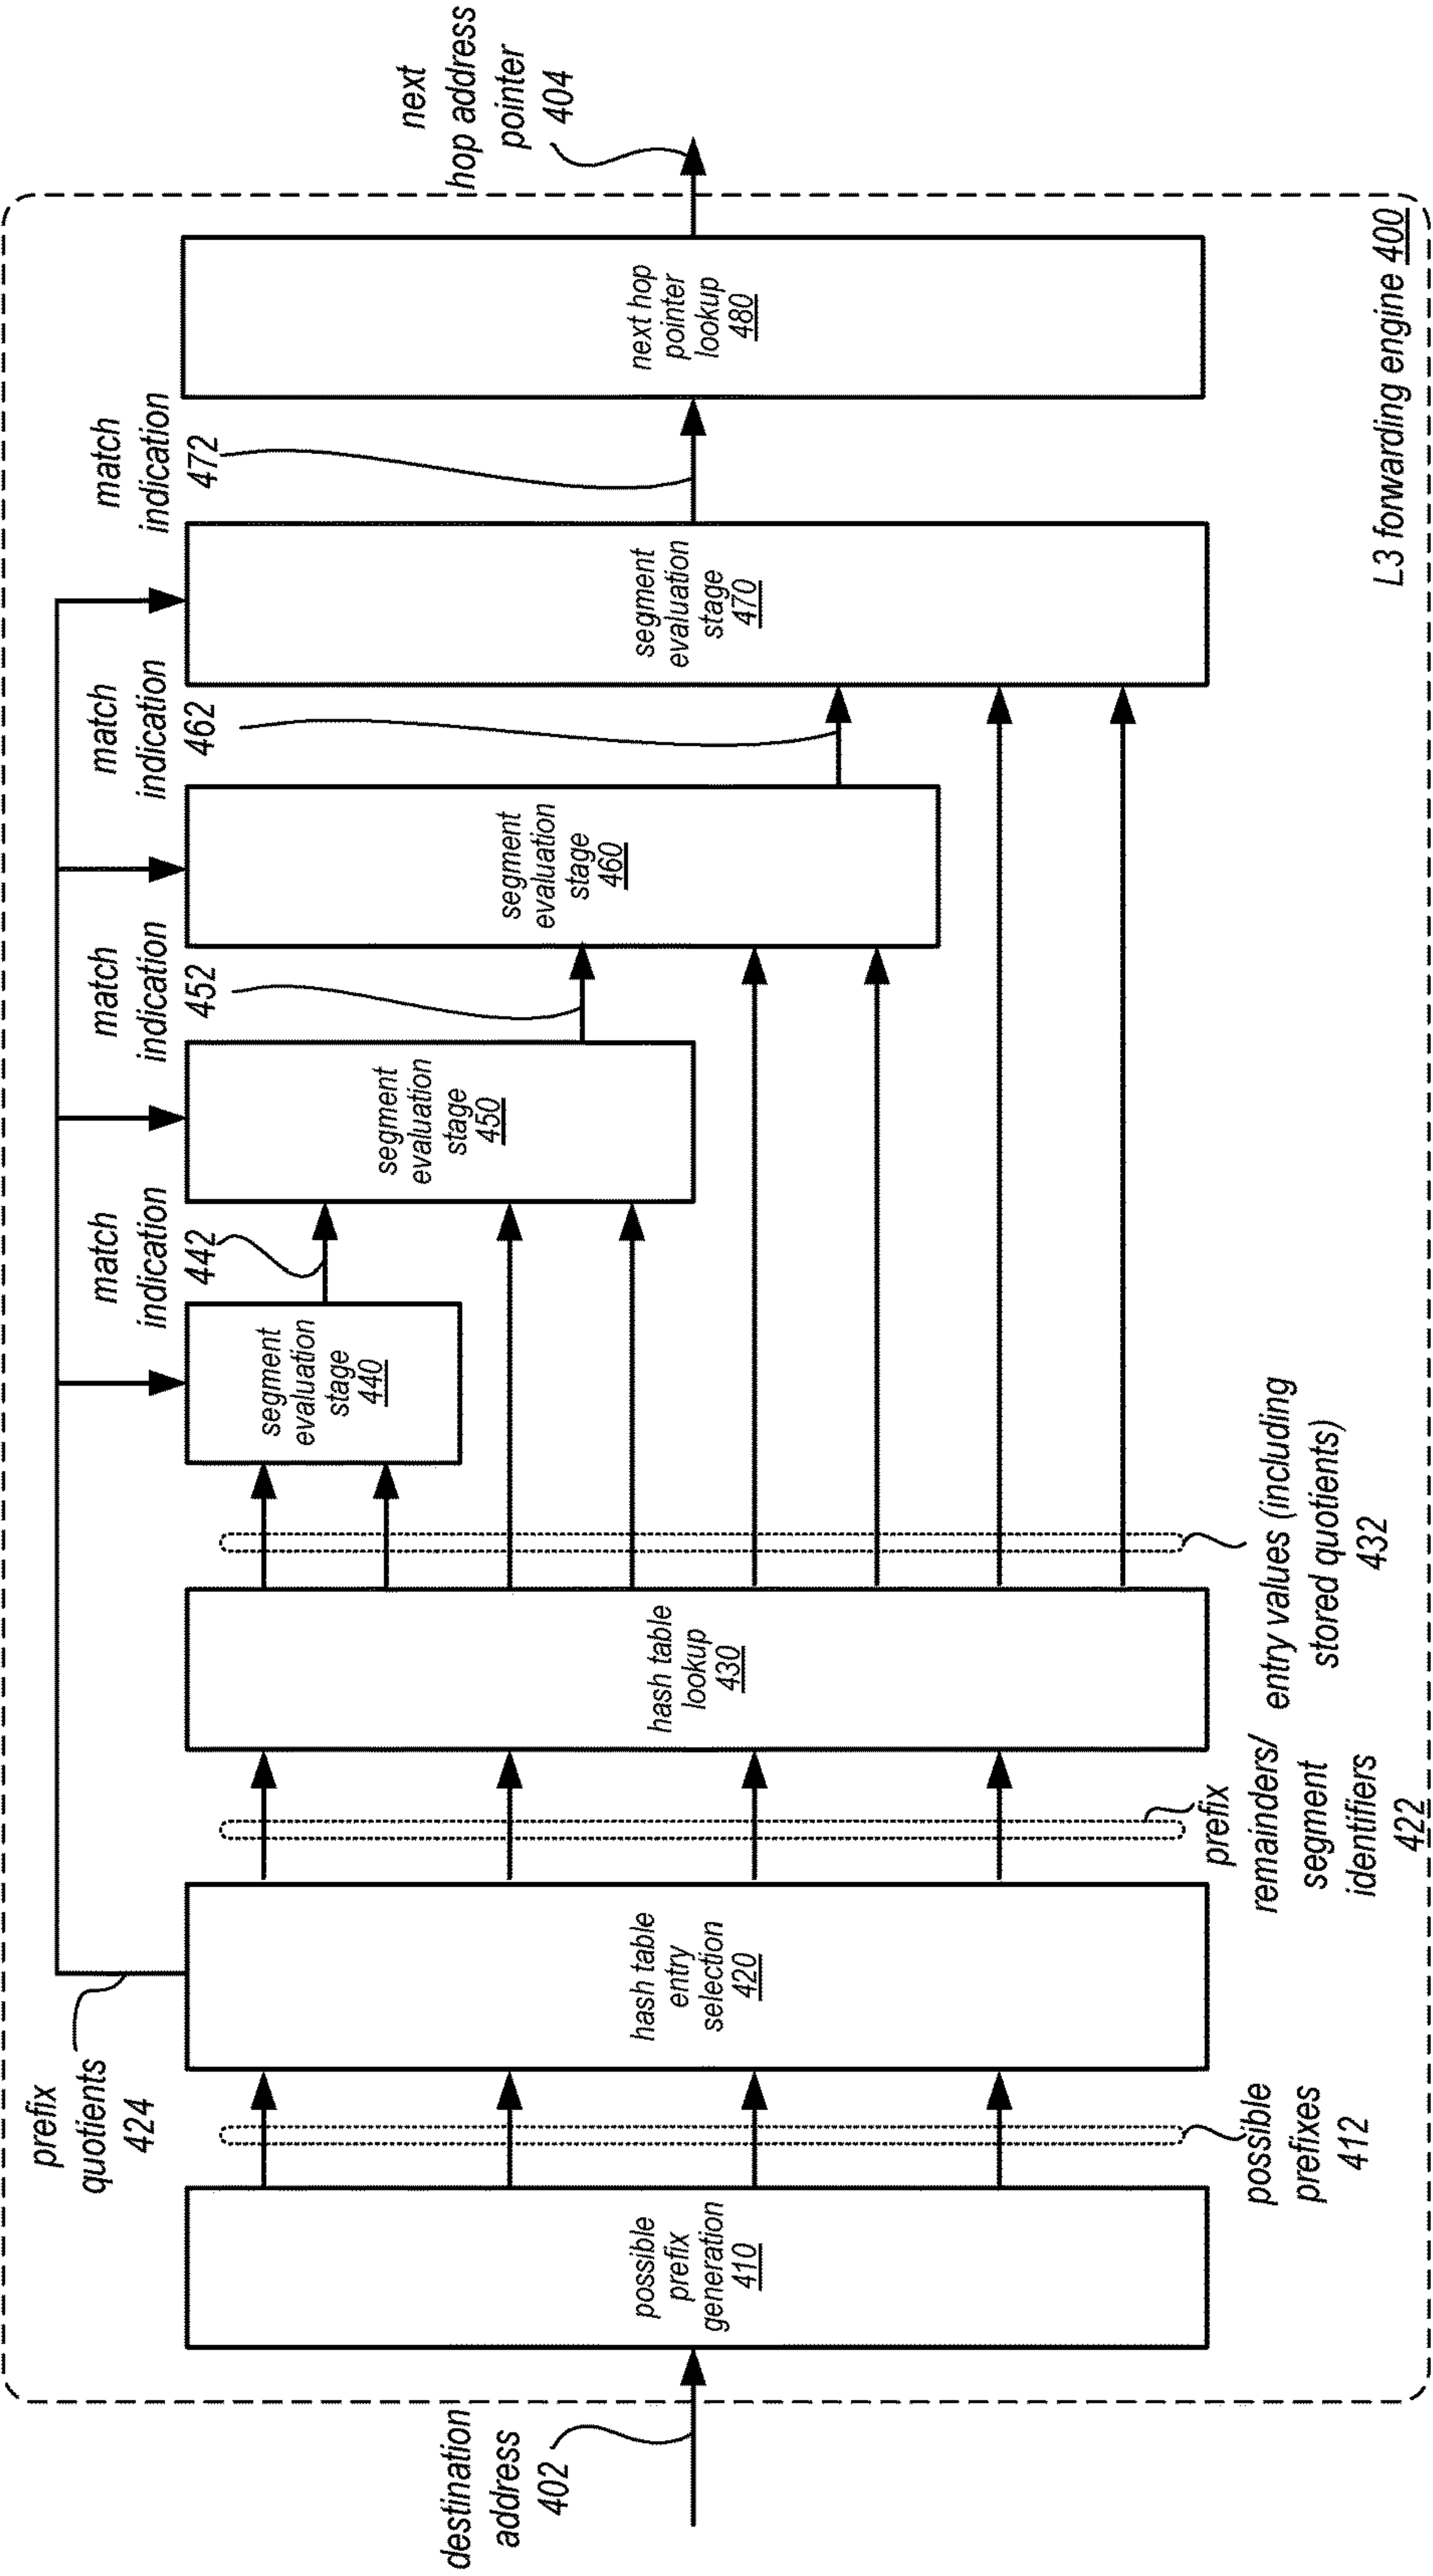 destination
address
402
possible
prefix
generation
410
possible
prefixes
412
prefix
quotients
424
hash table
entry
selection
420
prefix
remainders/
segment
identifiers
422
hash table
lookup
430
entry values (including
stored quotients)
432
segment
evaluation
stage
440
match
indication
442
segment
evaluation
stage
450
match
indication
452
segment
evaluation
stage
460
match
indication
462
segment
evaluation
stage
470
match
indication
472
next hop
pointer
lookup
480
next
hop address
pointer
404
L3 forwarding engine 400